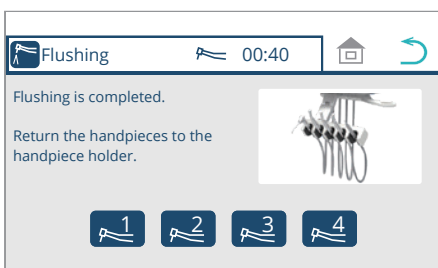 Flushing 00:40
Flushing is completed.
Return the handpieces to the
handpiece holder.
1 2 3 4